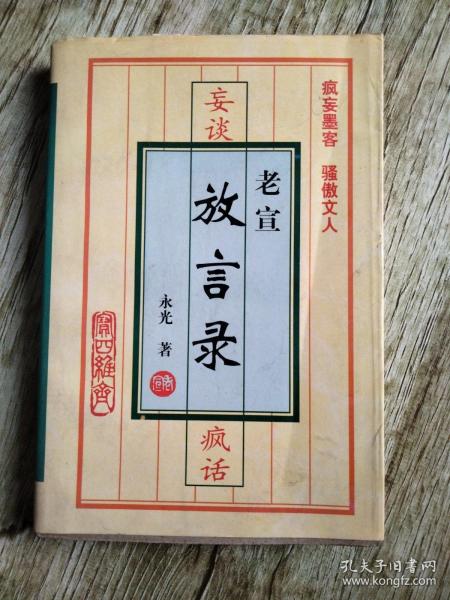 疯妄墨客 骚傲文人
妄谈
老宣
放言录
永光 著
疯话
孔夫子旧书网
www.kongfz.com